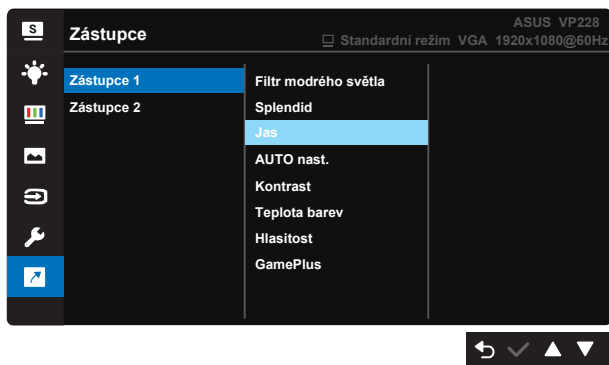 S
Zástupce
ASUS VP228
Standardní režim VGA 1920x1080@60Hz
Zástupce 1
Zástupce 2
Filtr modrého světla
Splendid
Jas
AUTO nast.
Kontrast
Teplota barev
Hlasitost
GamePlus